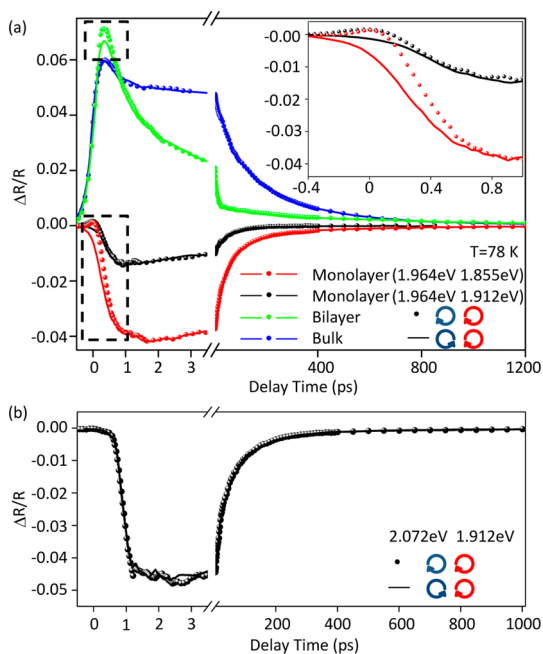 (a)
0.06
0.04
0.02
0.00
-0.02
-0.04
ΔR/R
-0.00
-0.01
-0.02
-0.03
-0.04
-0.4 0 0.4 0.8
T=78 K
Monolayer (1.964eV 1.855eV)
Monolayer (1.964eV 1.912eV)
Bilayer
Bulk
0 1 2 3 400 800 1200
Delay Time (ps)
(b)
0.00
-0.01
-0.02
-0.03
-0.04
-0.05
ΔR/R
2.072eV 1.912eV
0 1 2 3 200 400 600 800 1000
Delay Time (ps)